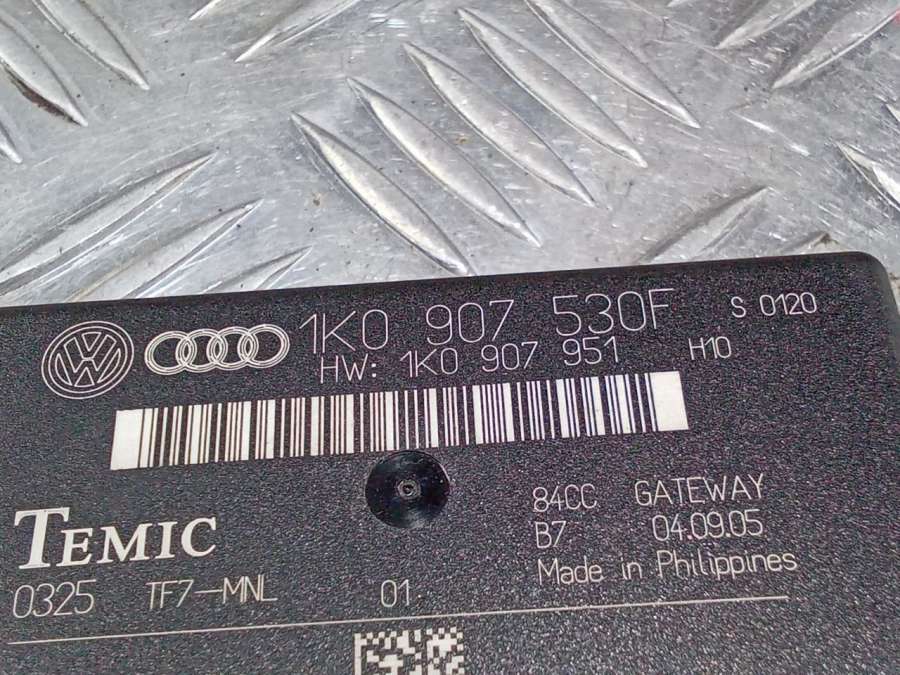 1K0 907 530F S 0120
HW: 1K0 907 951 H10
84CC GATEWAY
B7 04.09.05
Made in Philippines
TEMIC
0325 TF7-MNL 01